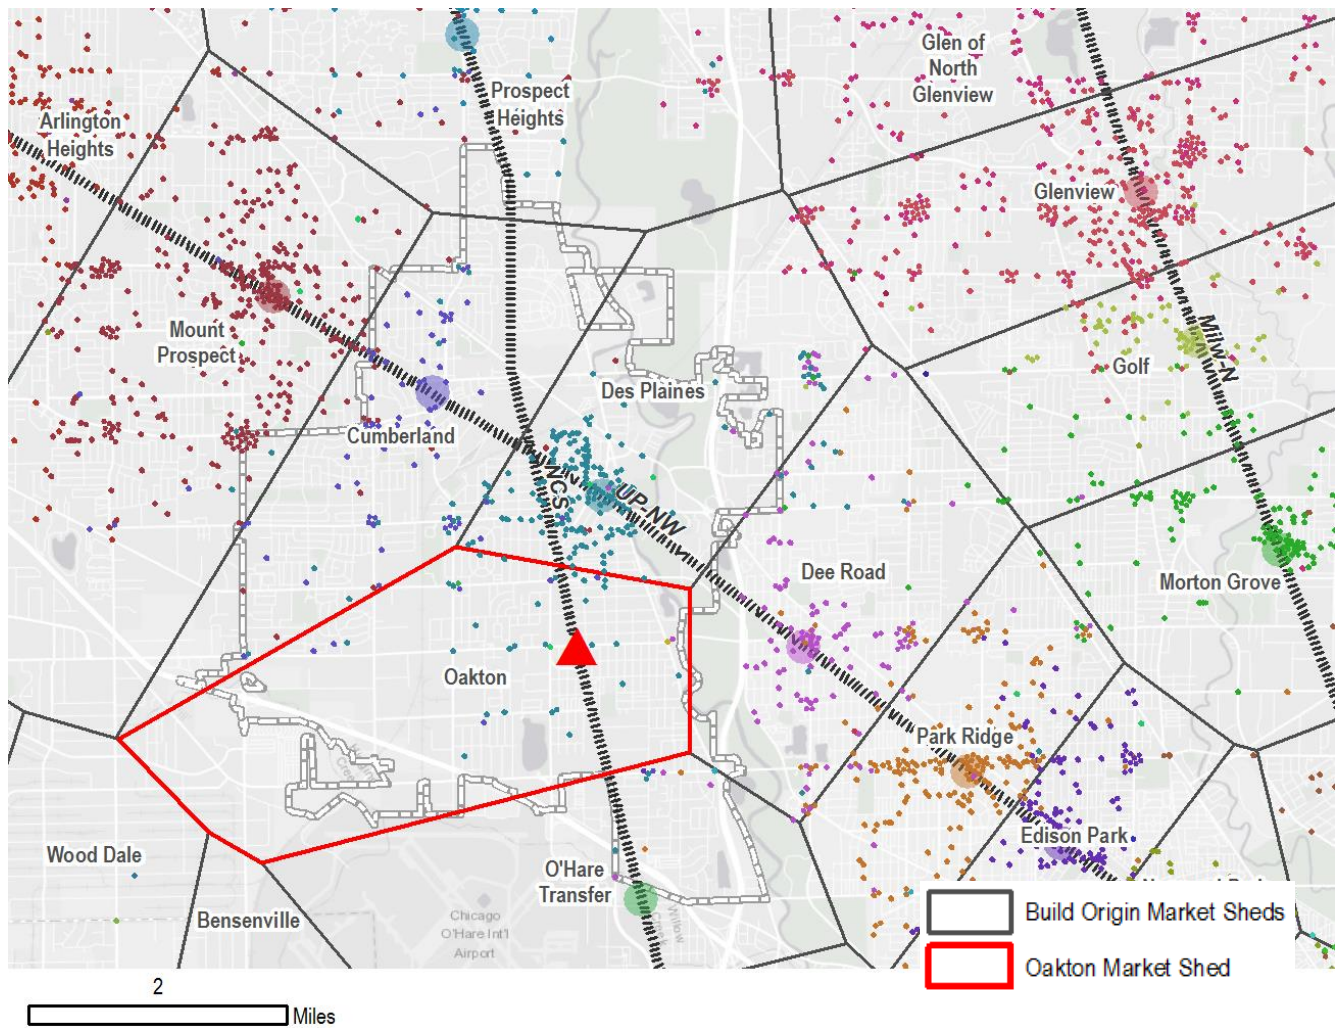 Glen of
North
Glenview
Prospect
Heights
Arlington
Heights
Glenview
Mount
Prospect
Milw-N
Golf
Des Plaines
Cumberland
NCS
UP-NW
Dee Road
Morton Grove
Oakton
Park Ridge
Edison Park
Wood Dale
O'Hare
Transfer
Bensenville
Chicago
O'Hare Int'l
Airport
Willow
Creek
Build Origin Market Sheds
Oakton Market Shed
2
Miles